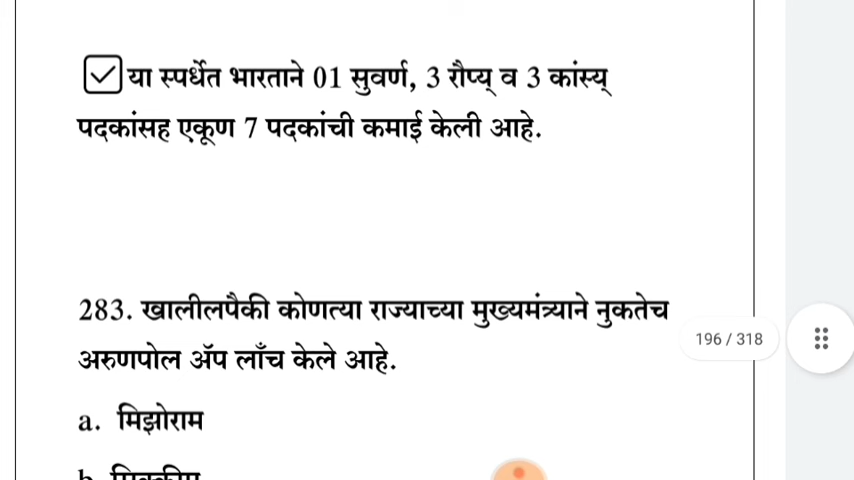 या स्पर्धेत भारताने 01 सुवर्ण, 3 रौप्य् व 3 कांस्य्
पदकांसह एकूण 7 पदकांची कमाई केली आहे.
283. खालीलपैकी कोणत्या राज्याच्या मुख्यमंत्र्याने नुकतेच
196 / 318
अरुणपोल ॲप लाँच केले आहे.
a. मिझोराम